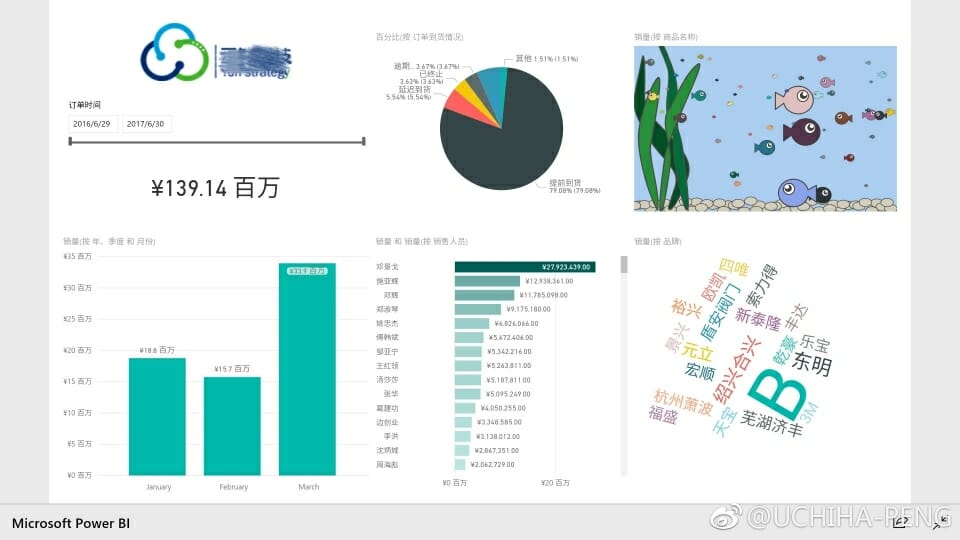 Yun strategy
订单时间
2016/6/29 2017/6/30
¥139.14 百万
百分比(按 订单到货情况)
其他 1.51% (1.51%)
逾期... 3.67% (3.67%)
已终止
3.63% (3.63%)
延迟到货
5.54% (5.54%)
提前到货
79.08% (79.08%)
销量(按 商品名称)
销量(按 年、季度 和 月份)
¥35 百万
¥30 百万
¥25 百万
¥20 百万
¥15 百万
¥10 百万
¥5 百万
¥0 百万
¥18.8 百万
¥15.7 百万
¥33.9 百万
January
February
March
销量 和 销量(按 销售人员)
邓景戈 ¥27,923,439.00
施亚辉 ¥12,938,361.00
邓辉 ¥11,785,098.00
郑淑琴 ¥9,175,180.00
姚忠杰 ¥6,826,066.00
傅韩斌 ¥5,672,406.00
邹亚宁 ¥5,342,216.00
王红领 ¥5,263,811.00
汤莎莎 ¥5,187,811.00
张华 ¥5,095,249.00
葛建功 ¥4,050,255.00
边创业 ¥3,348,585.00
李洪 ¥3,138,012.00
沈炳城 ¥2,867,351.00
周海彪 ¥2,062,729.00
¥0 百万
¥20 百万
销量(按 品牌)
四唯
欧凯
索力得
裕兴
盾安阀门
新泰隆
丰达
景兴
元立
宏顺
绍兴合兴
乾豪
乐宝
东明
B
3M
杭州萧波
福盛
天宝
芜湖济丰
Microsoft Power BI
@UCHIHA-PENG